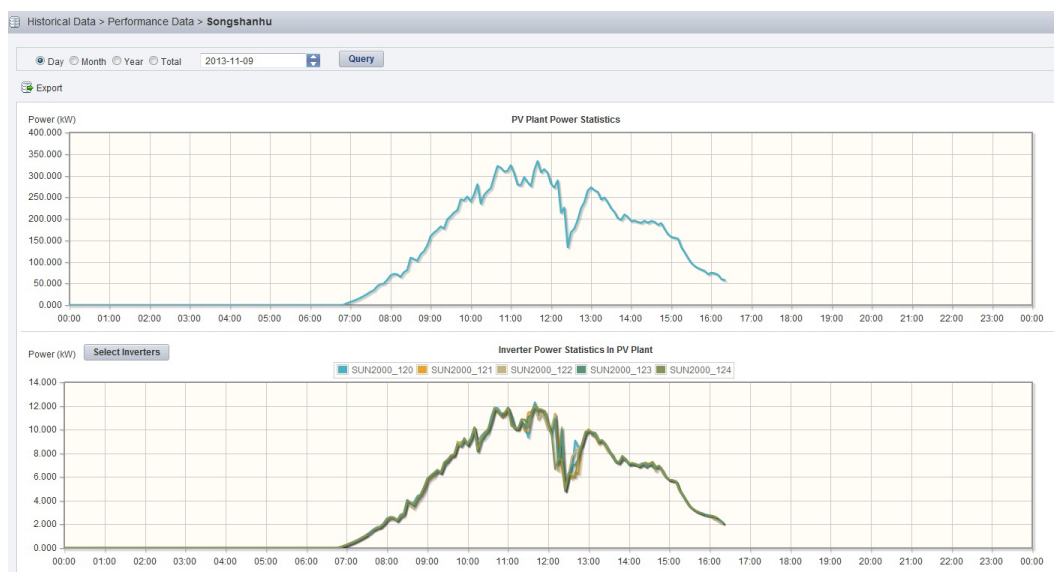 Historical Data > Performance Data > Songshanhu
Day Month Year Total 2013-11-09 Query
Export
Power (kW) PV Plant Power Statistics
400.000
350.000
300.000
250.000
200.000
150.000
100.000
50.000
0.000
00:00 01:00 02:00 03:00 04:00 05:00 06:00 07:00 08:00 09:00 10:00 11:00 12:00 13:00 14:00 15:00 16:00 17:00 18:00 19:00 20:00 21:00 22:00 23:00 00:00
Power (kW) Select Inverters Inverter Power Statistics In PV Plant
SUN2000_120 SUN2000_121 SUN2000_122 SUN2000_123 SUN2000_124
14.000
12.000
10.000
8.000
6.000
4.000
2.000
0.000
00:00 01:00 02:00 03:00 04:00 05:00 06:00 07:00 08:00 09:00 10:00 11:00 12:00 13:00 14:00 15:00 16:00 17:00 18:00 19:00 20:00 21:00 22:00 23:00 00:00